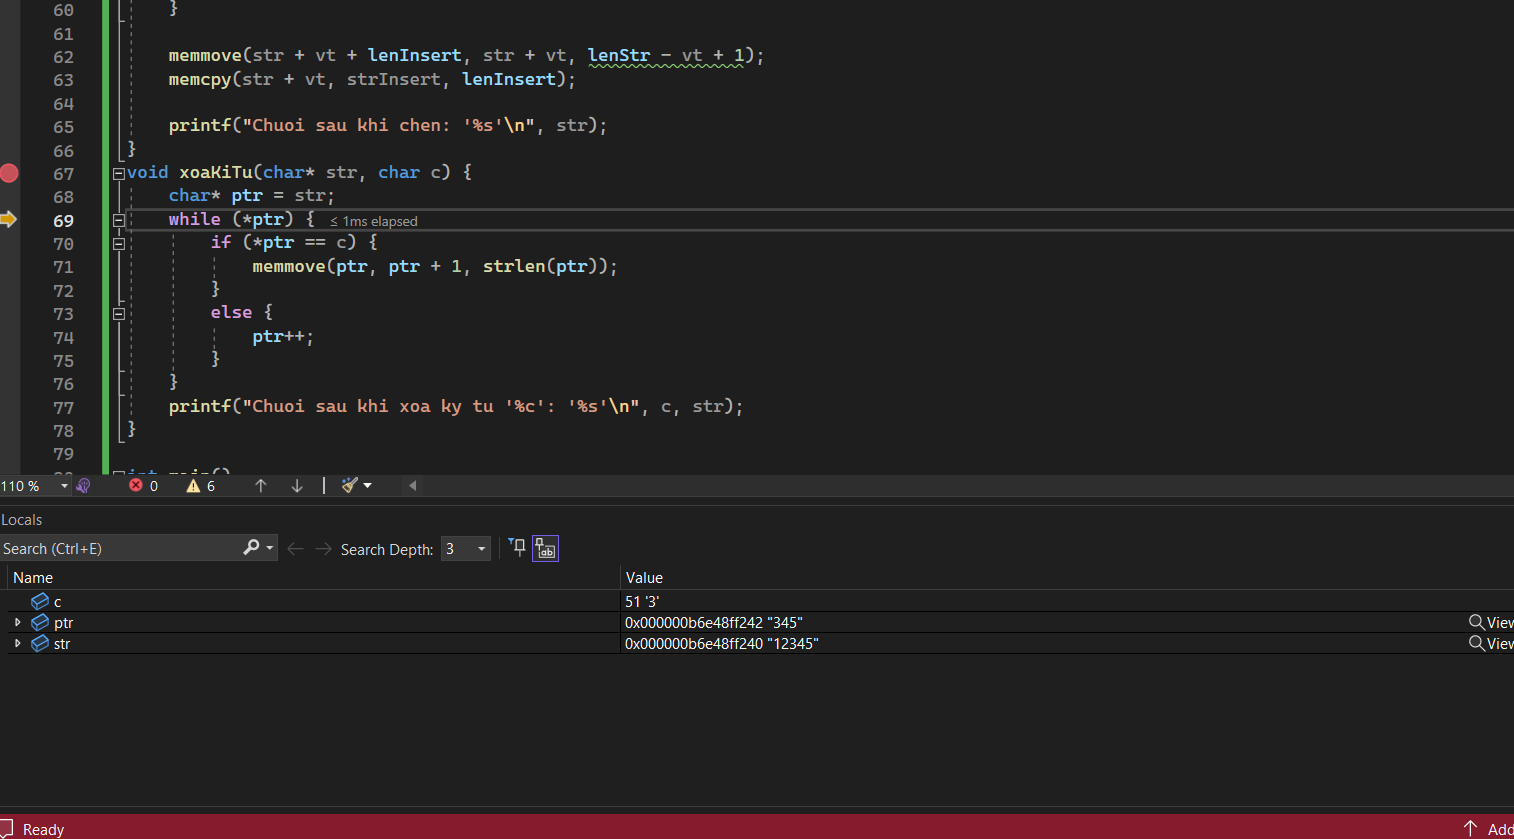 60 }
61
62 memmove(str + vt + lenInsert, str + vt, lenStr - vt + 1);
63 memcpy(str + vt, strInsert, lenInsert);
64
65 printf("Chuoi sau khi chen: '%s'\n", str);
66 }
67 void xoaKiTu(char* str, char c) {
68 char* ptr = str;
69 while (*ptr) { ≤ 1ms elapsed
70 if (*ptr == c) {
71 memmove(ptr, ptr + 1, strlen(ptr));
72 }
73 else {
74 ptr++;
75 }
76 }
77 printf("Chuoi sau khi xoa ky tu '%c': '%s'\n", c, str);
78 }
79
110 % 0 6
Locals
Search (Ctrl+E) Search Depth: 3
Name Value
c 51 '3'
ptr 0x000000b6e48ff242 "345" View
str 0x000000b6e48ff240 "12345" View
Ready Add